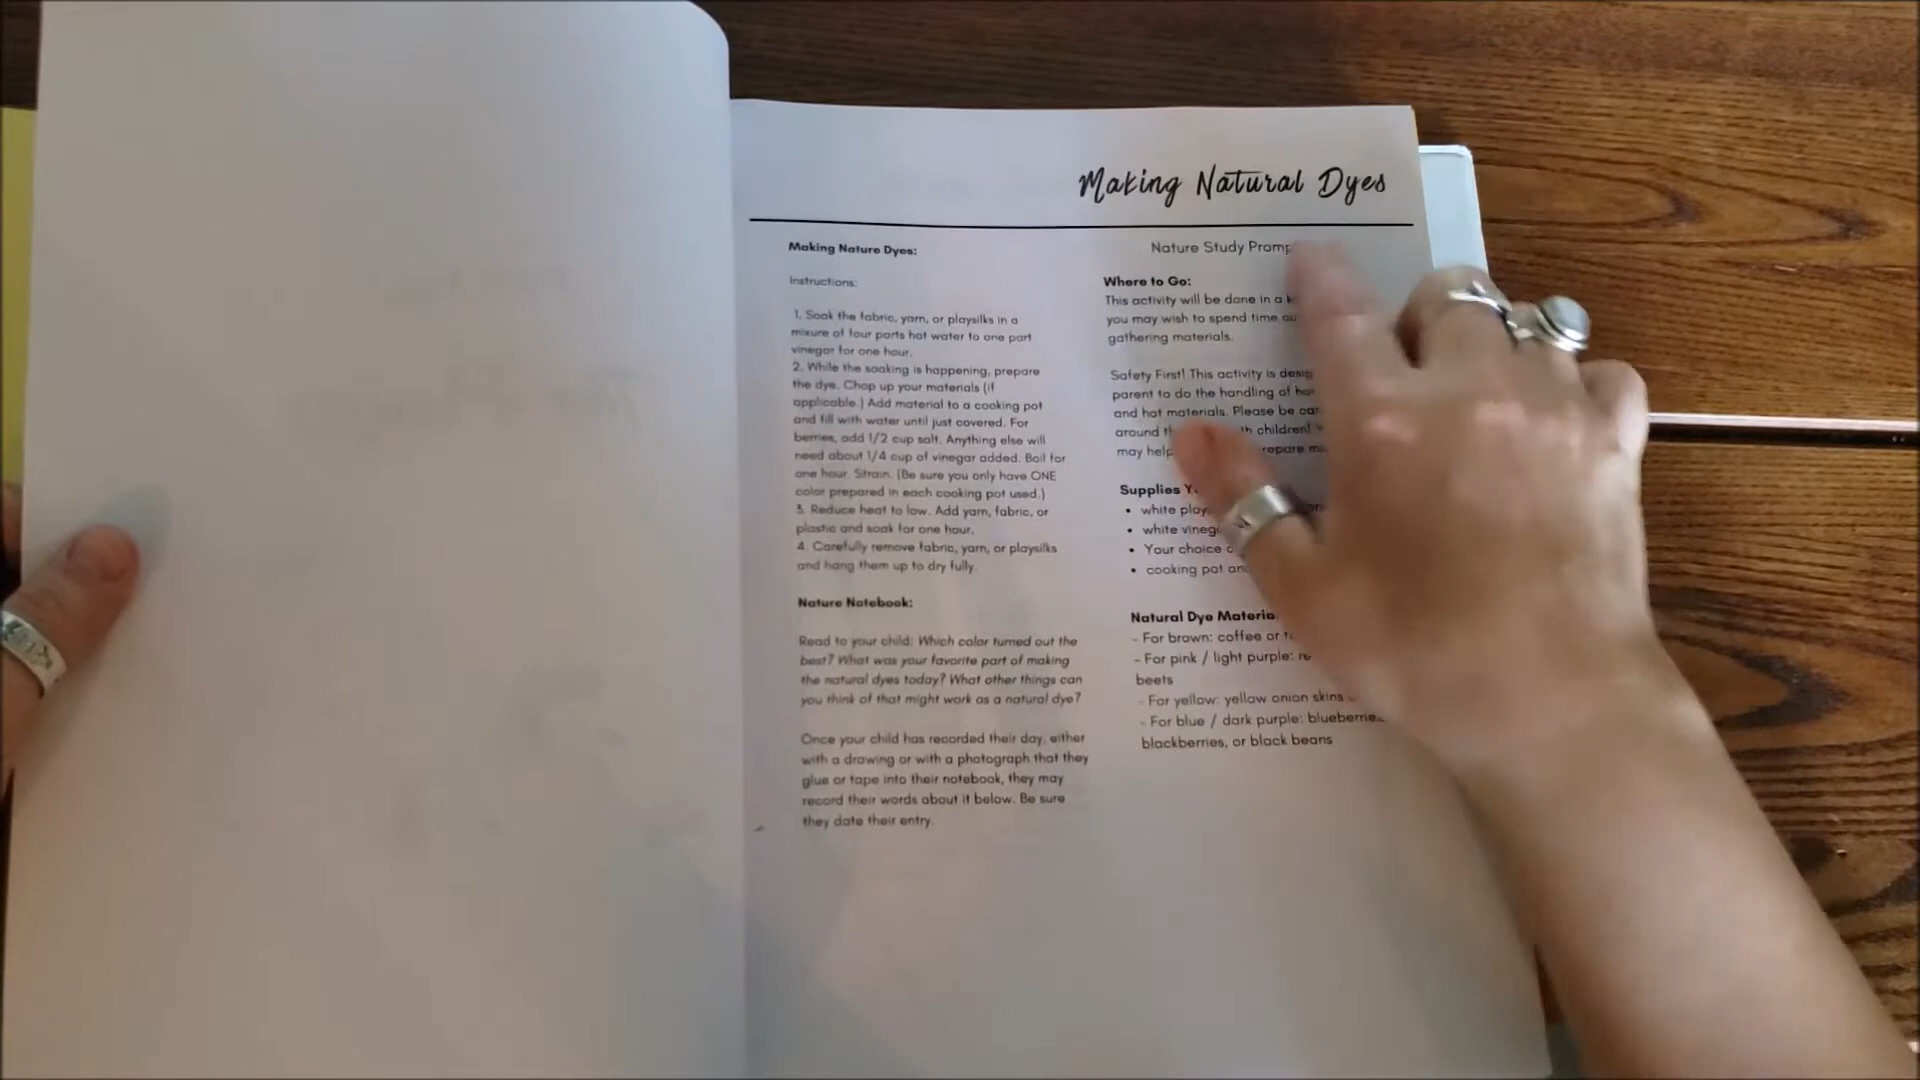 Making Natural Dyes
Making Nature Dyes:
Instructions:
1. Soak the fabric, yarn, or playsilks in a
mixure of four parts hot water to one part
vinegar for one hour.
2. While the soaking is happening, prepare
the dye. Chop up your materials (if
applicable.) Add material to a cooking pot
and fill with water until just covered. For
berries, add 1/2 cup salt. Anything else will
need about 1/4 cup of vinegar added. Boil for
one hour. Strain. (Be sure you only have ONE
color prepared in each cooking pot used.)
3. Reduce heat to low. Add yarn, fabric, or
plastic and soak for one hour.
4. Carefully remove fabric, yarn, or playsilks
and hang them up to dry fully.
Nature Notebook:
Read to your child: Which color turned out the
best? What was your favorite part of making
the natural dyes today? What other things can
you think of that might work as a natural dye?
Once your child has recorded their day, either
with a drawing or with a photograph that they
glue or tape into their notebook, they may
record their words about it below. Be sure
they date their entry.
Nature Study
Where to Go:
This activity will be done in a
you may wish to spend time
gathering materials.
Safety First! This activity is
parent to do the handling of
and hot materials. Please be
around children!
may help
Supplies
• white
• white
• Your choice
• cooking pot
Natural Dye
- For brown: coffee or
- For pink / light purple:
beets
- For yellow: yellow onion skins
- For blue / dark purple:
blackberries, or black beans